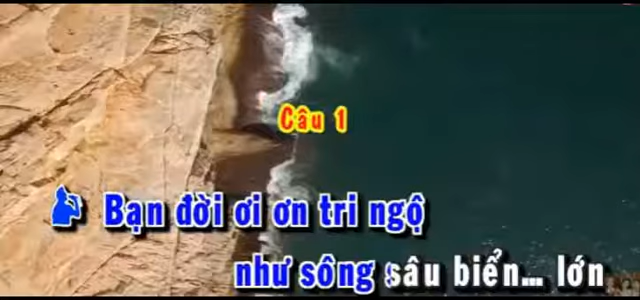 Câu 1
Bạn đời ơi ơn tri ngộ
như sông sâu biển... lớn